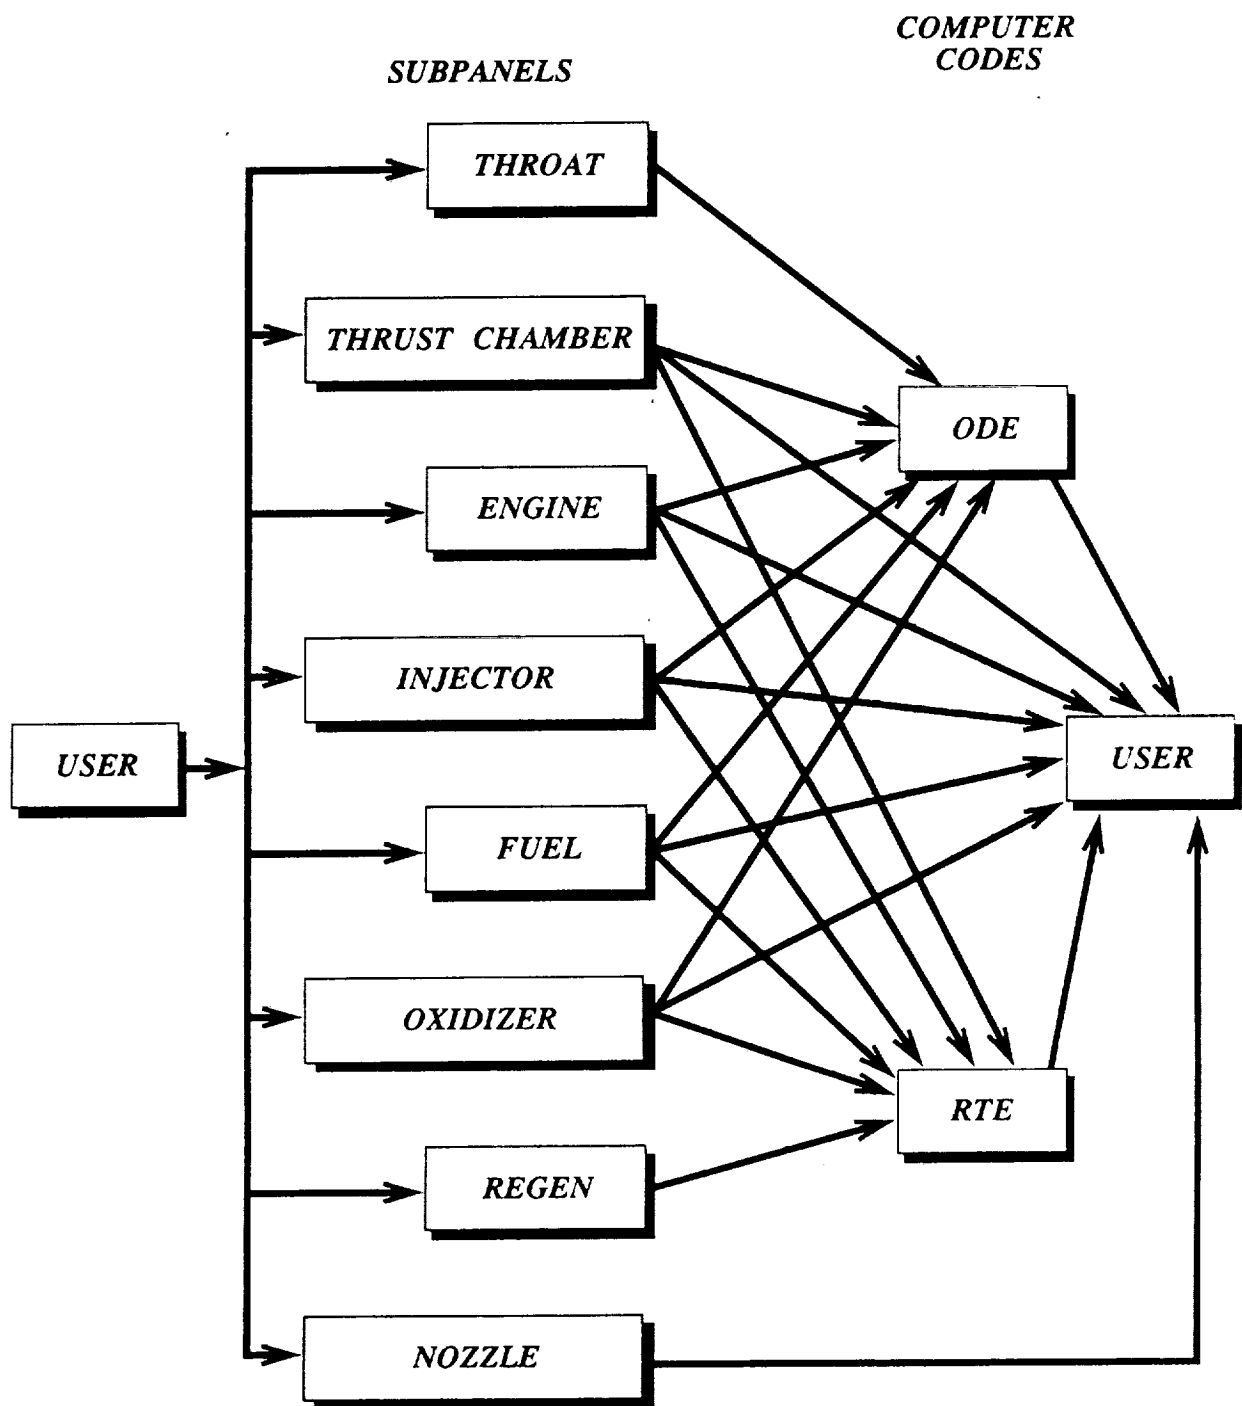 COMPUTER
CODES
SUBPANELS
THROAT
THRUST CHAMBER
ODE
ENGINE
INJECTOR
USER
USER
FUEL
OXIDIZER
RTE
REGEN
NOZZLE